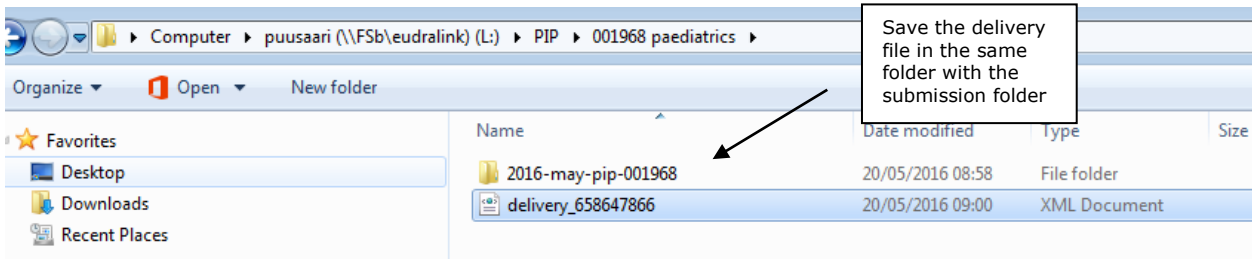 Computer ▸ puusaari (\\FSb\eudralink) (L:) ▸ PIP ▸ 001968 paediatrics ▸
Save the delivery
file in the same
folder with the
submission folder
Organize Open New folder
Favorites
Desktop
Downloads
Recent Places
Name Date modified Type Size
2016-may-pip-001968 20/05/2016 08:58 File folder
delivery_658647866 20/05/2016 09:00 XML Document